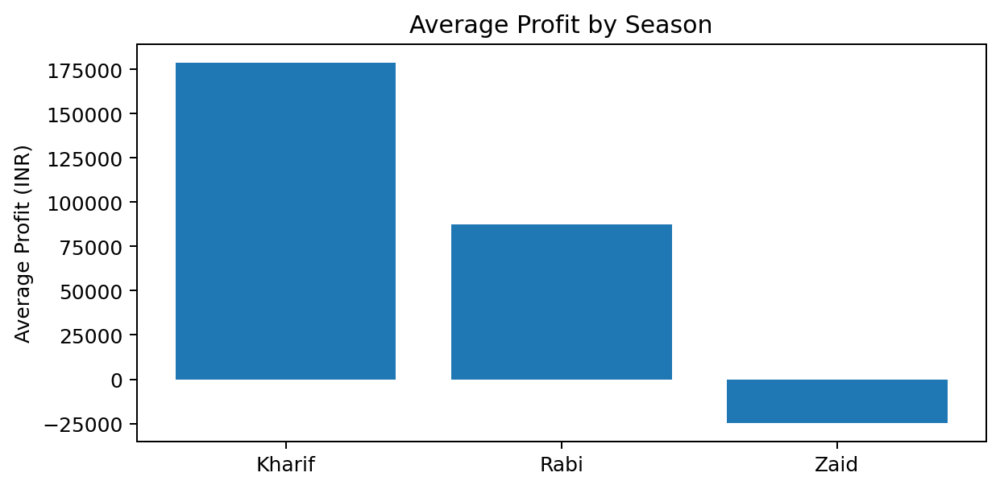 Average Profit by Season
Average Profit (INR)
175000
150000
125000
100000
75000
50000
25000
0
−25000
Kharif
Rabi
Zaid